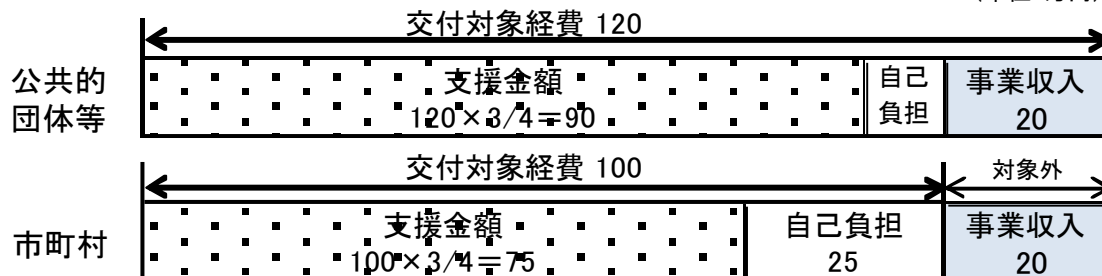 交付対象経費 120
公共的
団体等
支援金額
120×3/4=90
自己
負担
事業収入
20
交付対象経費 100
対象外
市町村
支援金額
100×3/4=75
自己負担
25
事業収入
20